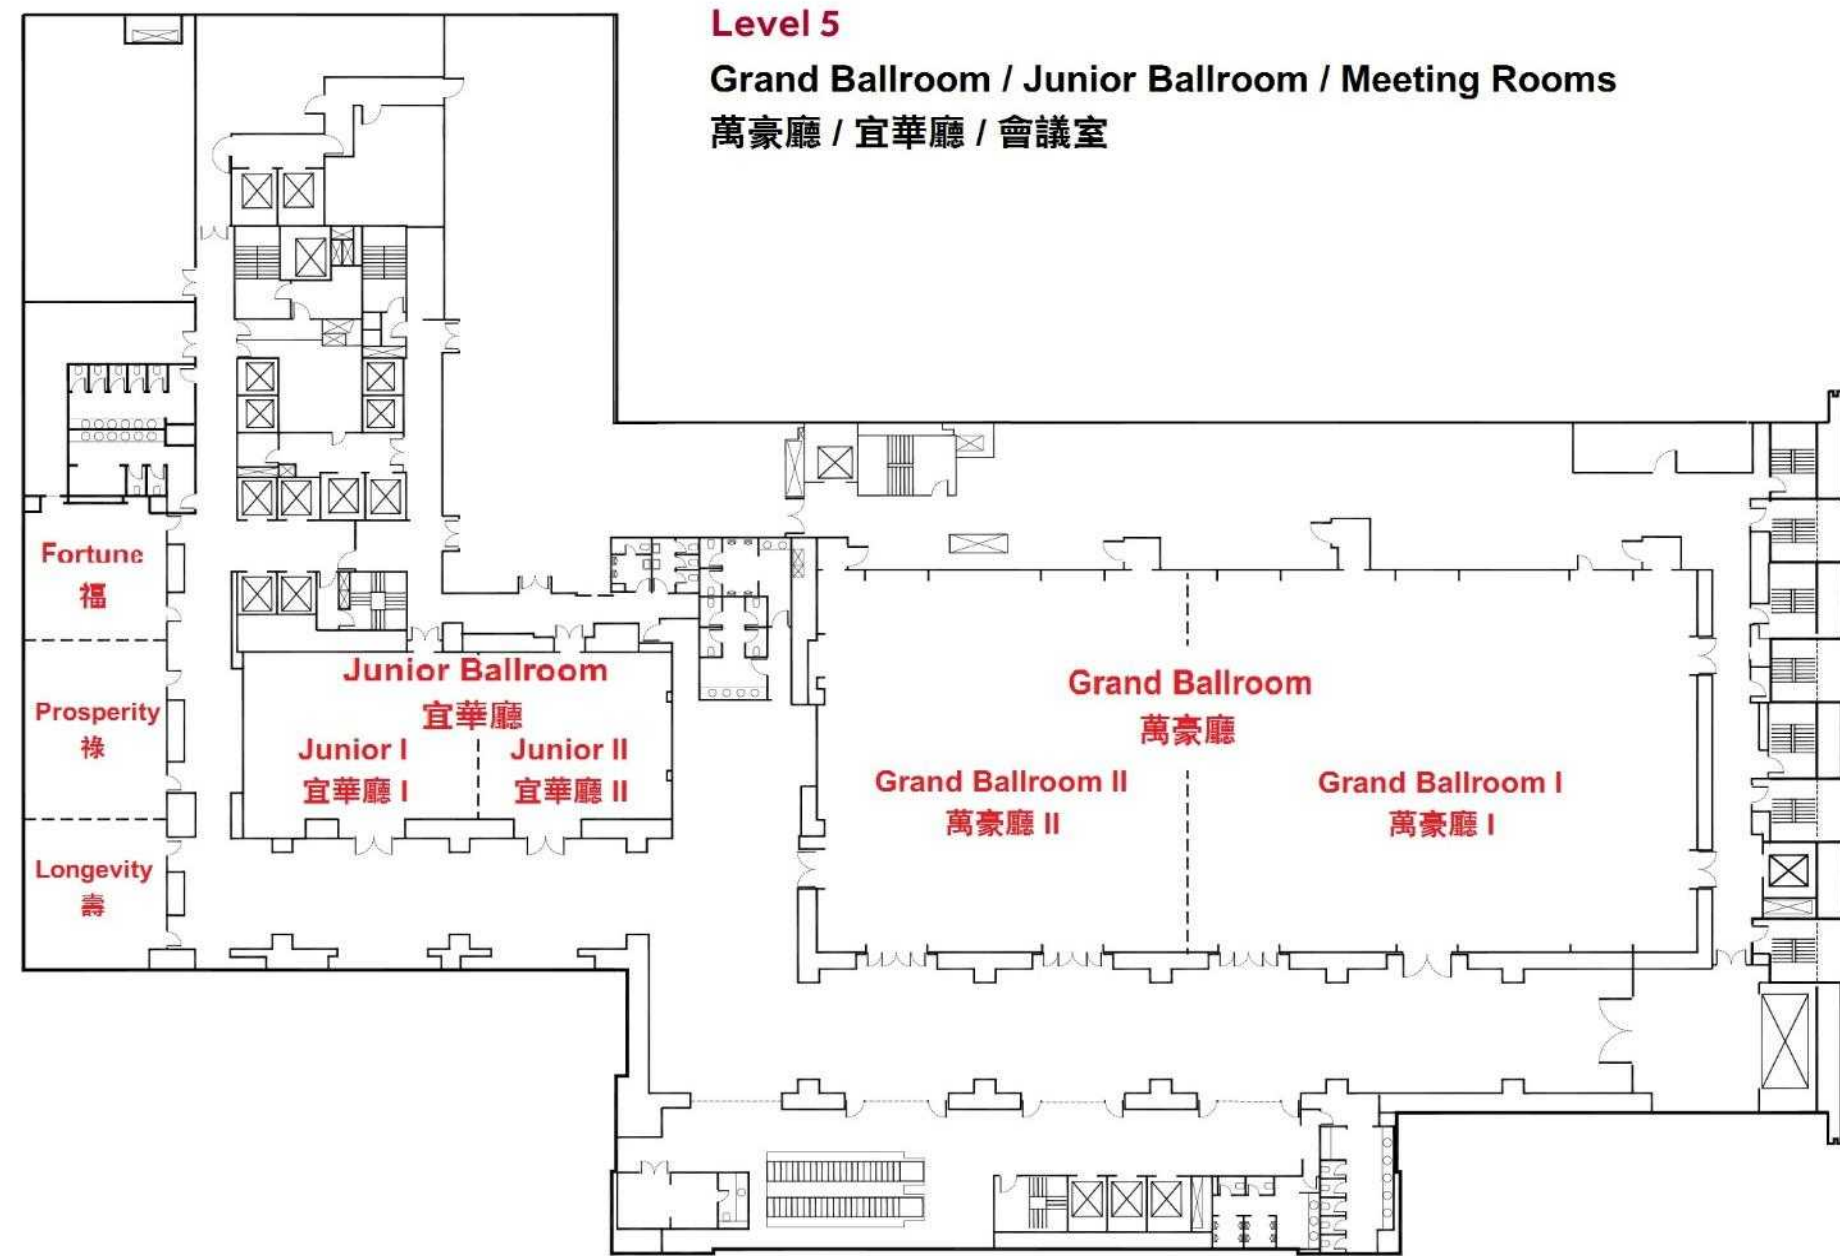 Level 5
Grand Ballroom / Junior Ballroom / Meeting Rooms
萬豪廳 / 宜華廳 / 會議室
Fortune
福
Prosperity
祿
Longevity
壽
Junior Ballroom
宜華廳
Junior I
宜華廳 I
Junior II
宜華廳 II
Grand Ballroom
萬豪廳
Grand Ballroom II
萬豪廳 II
Grand Ballroom I
萬豪廳 I